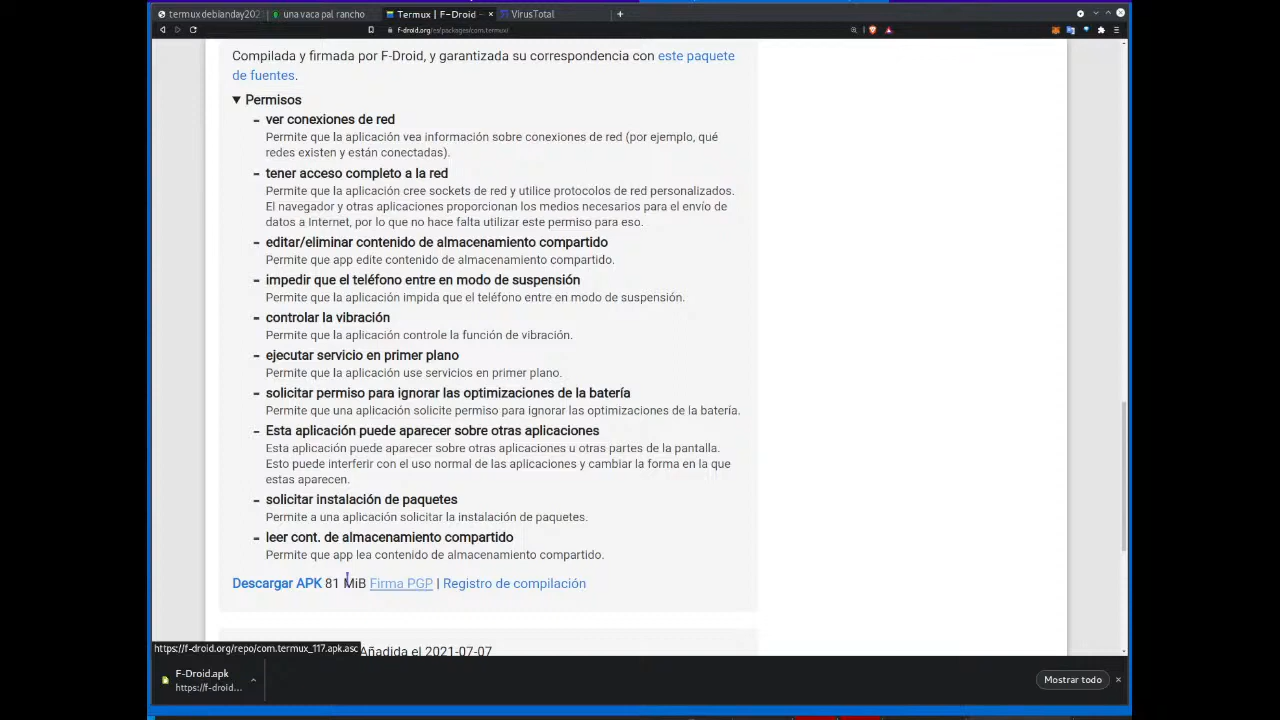 termux debianday202
una vaca pal rancho
Termux | F-Droid -
VirusTotal
f-droid.org/es/packages/com.termux/
Compilada y firmada por F-Droid, y garantizada su correspondencia con este paquete
de fuentes.
▼ Permisos
- ver conexiones de red
Permite que la aplicación vea información sobre conexiones de red (por ejemplo, qué
redes existen y están conectadas).
- tener acceso completo a la red
Permite que la aplicación cree sockets de red y utilice protocolos de red personalizados.
El navegador y otras aplicaciones proporcionan los medios necesarios para el envío de
datos a Internet, por lo que no hace falta utilizar este permiso para eso.
- editar/eliminar contenido de almacenamiento compartido
Permite que app edite contenido de almacenamiento compartido.
- impedir que el teléfono entre en modo de suspensión
Permite que la aplicación impida que el teléfono entre en modo de suspensión.
- controlar la vibración
Permite que la aplicación controle la función de vibración.
- ejecutar servicio en primer plano
Permite que la aplicación use servicios en primer plano.
- solicitar permiso para ignorar las optimizaciones de la batería
Permite que una aplicación solicite permiso para ignorar las optimizaciones de la batería.
- Esta aplicación puede aparecer sobre otras aplicaciones
Esta aplicación puede aparecer sobre otras aplicaciones u otras partes de la pantalla.
Esto puede interferir con el uso normal de las aplicaciones y cambiar la forma en la que
estas aparecen.
- solicitar instalación de paquetes
Permite a una aplicación solicitar la instalación de paquetes.
- leer cont. de almacenamiento compartido
Permite que app lea contenido de almacenamiento compartido.
Descargar APK 81 MiB Firma PGP | Registro de compilación
https://f-droid.org/repo/com.termux_117.apk.asc
Añadida el 2021-07-07
F-Droid.apk
https://f-droid...
Mostrar todo